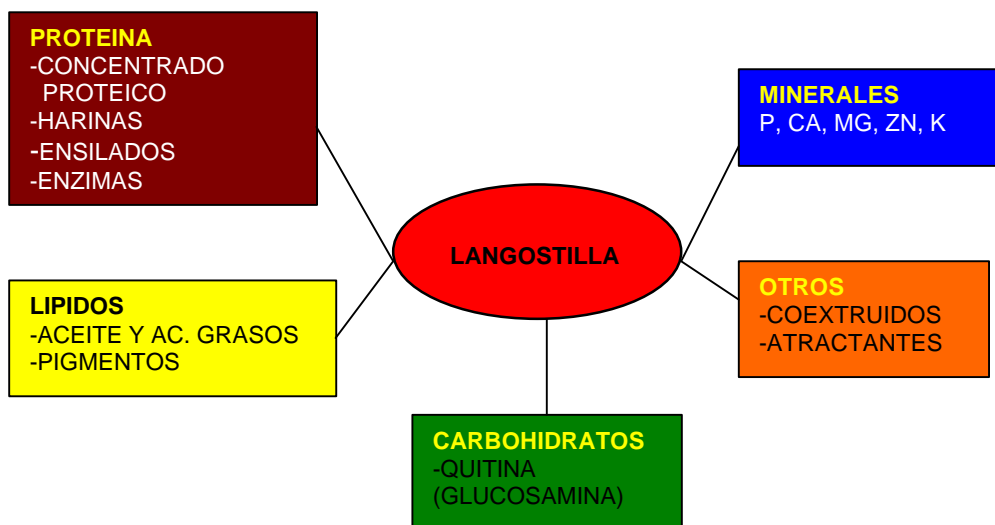 PROTEINA
-CONCENTRADO
PROTEICO
-HARINAS
-ENSILADOS
-ENZIMAS
MINERALES
P, CA, MG, ZN, K
LANGOSTILLA
LIPIDOS
-ACEITE Y AC. GRASOS
-PIGMENTOS
OTROS
-COEXTRUIDOS
-ATRACTANTES
CARBOHIDRATOS
-QUITINA
(GLUCOSAMINA)